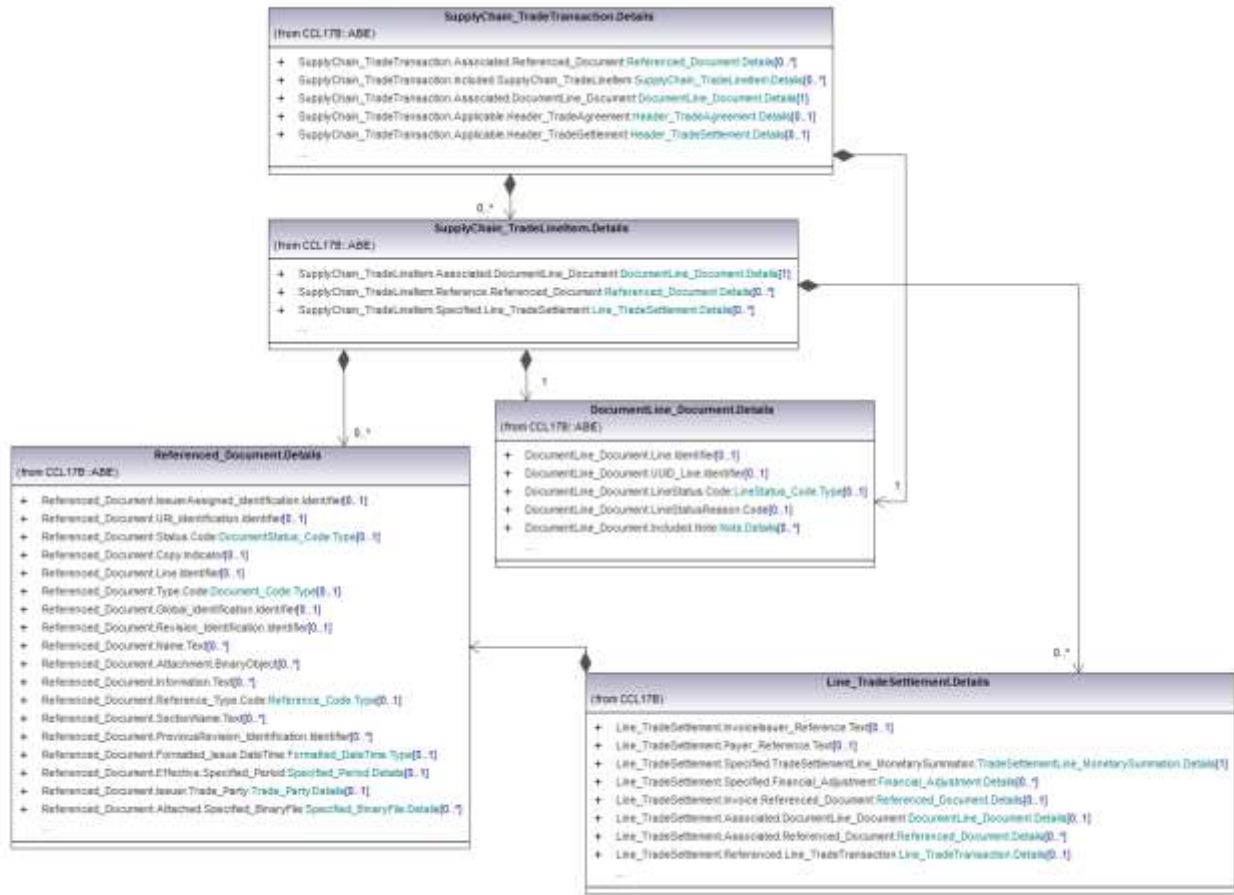 SupplyChain_TradeTransaction.Details
(from CCL17B::ABIE)
+ SupplyChain_TradeTransaction.Associated.Referenced_Document:Referenced_Document.Details[0..*]
+ SupplyChain_TradeTransaction.Included.SupplyChain_TradeLineItem:SupplyChain_TradeLineItem.Details[0..*]
+ SupplyChain_TradeTransaction.Associated.DocumentLine_Document:DocumentLine_Document.Details[1]
+ SupplyChain_TradeTransaction.Applicable.Header_TradeAgreement:Header_TradeAgreement.Details[0..1]
+ SupplyChain_TradeTransaction.Applicable.Header_TradeSettlement:Header_TradeSettlement.Details[0..1]
...
0..*
SupplyChain_TradeLineItem.Details
(from CCL17B::ABIE)
+ SupplyChain_TradeLineItem.Associated.DocumentLine_Document:DocumentLine_Document.Details[1]
+ SupplyChain_TradeLineItem.Reference.Referenced_Document:Referenced_Document.Details[0..*]
+ SupplyChain_TradeLineItem.Specified.Line_TradeSettlement:Line_TradeSettlement.Details[0..*]
...
1
DocumentLine_Document.Details
(from CCL17B::ABIE)
+ DocumentLine_Document.Line.Identifier[0..1]
+ DocumentLine_Document.UUID_Line.Identifier[0..1]
+ DocumentLine_Document.LineStatus.Code:LineStatus_Code.Type[0..1]
+ DocumentLine_Document.LineStatusReason.Code[0..1]
+ DocumentLine_Document.Included.Note:Note.Details[0..*]
...
1
0..*
Referenced_Document.Details
(from CCL17B::ABIE)
+ Referenced_Document.IssuerAssigned_Identification.Identifier[0..1]
+ Referenced_Document.URI_Identification.Identifier[0..1]
+ Referenced_Document.Status.Code:DocumentStatus_Code.Type[0..1]
+ Referenced_Document.Copy.Indicator[0..1]
+ Referenced_Document.Line.Identifier[0..1]
+ Referenced_Document.Type.Code:Document_Code.Type[0..1]
+ Referenced_Document.Global_Identification.Identifier[0..1]
+ Referenced_Document.Revision_Identification.Identifier[0..1]
+ Referenced_Document.Name.Text[0..*]
+ Referenced_Document.Attachment.BinaryObject[0..*]
+ Referenced_Document.Information.Text[0..*]
+ Referenced_Document.Reference_Type.Code:Reference_Code.Type[0..1]
+ Referenced_Document.SectionName.Text[0..*]
+ Referenced_Document.PreviousRevision_Identification.Identifier[0..*]
+ Referenced_Document.Formatted_Issue.DateTime:Formatted_DateTime.Type[0..1]
+ Referenced_Document.Effective.Specified_Period:Specified_Period.Details[0..1]
+ Referenced_Document.Issuer.Trade_Party:Trade_Party.Details[0..1]
+ Referenced_Document.Attached.Specified_BinaryFile:Specified_BinaryFile.Details[0..*]
...
0..*
Line_TradeSettlement.Details
(from CCL17B)
+ Line_TradeSettlement.InvoiceIssuer_Reference.Text[0..1]
+ Line_TradeSettlement.Payer_Reference.Text[0..1]
+ Line_TradeSettlement.Specified.TradeSettlementLine_MonetarySummation:TradeSettlementLine_MonetarySummation.Details[1]
+ Line_TradeSettlement.Specified.Financial_Adjustment:Financial_Adjustment.Details[0..*]
+ Line_TradeSettlement.Invoice.Referenced_Document:Referenced_Document.Details[0..1]
+ Line_TradeSettlement.Associated.DocumentLine_Document:DocumentLine_Document.Details[0..1]
+ Line_TradeSettlement.Associated.Referenced_Document:Referenced_Document.Details[0..*]
+ Line_TradeSettlement.Referenced.Line_TradeTransaction:Line_TradeTransaction.Details[0..1]
...